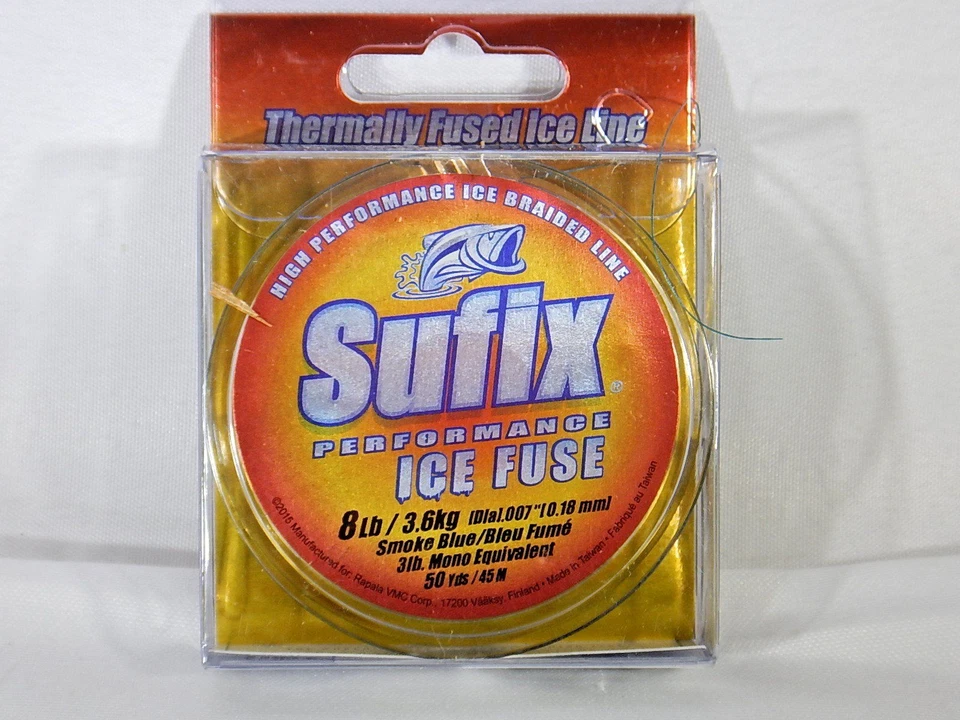 Thermally Fused Ice Line
HIGH PERFORMANCE ICE BRAIDED LINE
Sufix®
PERFORMANCE
ICE FUSE
8Lb / 3.6kg [Dia].007"[0.18 mm]
Smoke Blue/Bleu Fumé
3lb. Mono Equivalent
50 Yds / 45 M
©2015 Manufactured for: Rapala VMC Corp., 17200 Vääksy, Finland • Made in Taiwan • Fabriqué au Taiwan